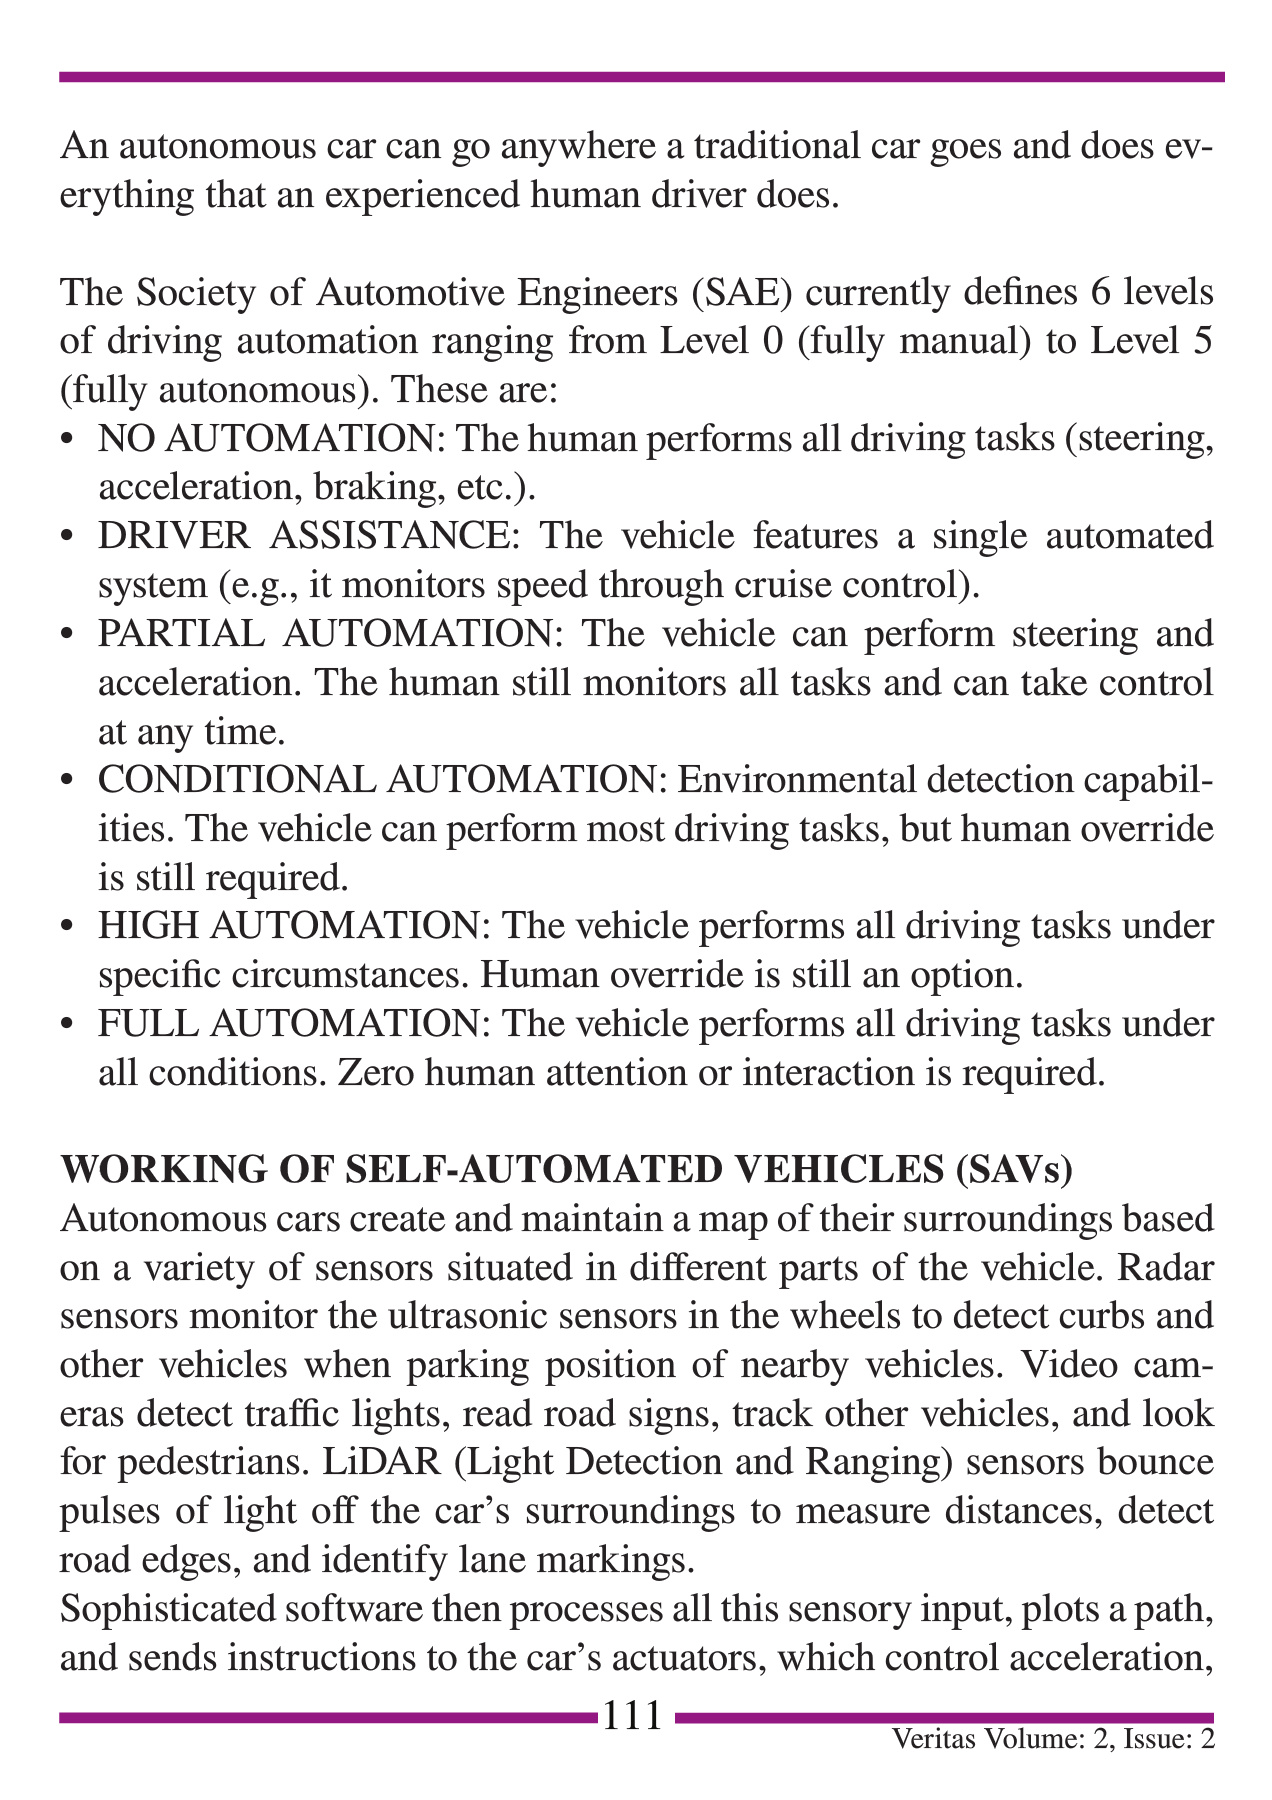 An autonomous car can go anywhere a traditional car goes and does ev-
erything that an experienced human driver does.
The Society of Automotive Engineers (SAE) currently defines 6 levels
of driving automation ranging from Level 0 (fully manual) to Level 5
(fully autonomous). These are:
• NO AUTOMATION: The human performs all driving tasks (steering,
acceleration, braking, etc.).
• DRIVER ASSISTANCE: The vehicle features a single automated
system (e.g., it monitors speed through cruise control).
• PARTIAL AUTOMATION: The vehicle can perform steering and
acceleration. The human still monitors all tasks and can take control
at any time.
• CONDITIONAL AUTOMATION: Environmental detection capabil-
ities. The vehicle can perform most driving tasks, but human override
is still required.
• HIGH AUTOMATION: The vehicle performs all driving tasks under
specific circumstances. Human override is still an option.
• FULL AUTOMATION: The vehicle performs all driving tasks under
all conditions. Zero human attention or interaction is required.
WORKING OF SELF-AUTOMATED VEHICLES (SAVs)
Autonomous cars create and maintain a map of their surroundings based
on a variety of sensors situated in different parts of the vehicle. Radar
sensors monitor the ultrasonic sensors in the wheels to detect curbs and
other vehicles when parking position of nearby vehicles. Video cam-
eras detect traffic lights, read road signs, track other vehicles, and look
for pedestrians. LiDAR (Light Detection and Ranging) sensors bounce
pulses of light off the car’s surroundings to measure distances, detect
road edges, and identify lane markings.
Sophisticated software then processes all this sensory input, plots a path,
and sends instructions to the car’s actuators, which control acceleration,
111
Veritas Volume: 2, Issue: 2